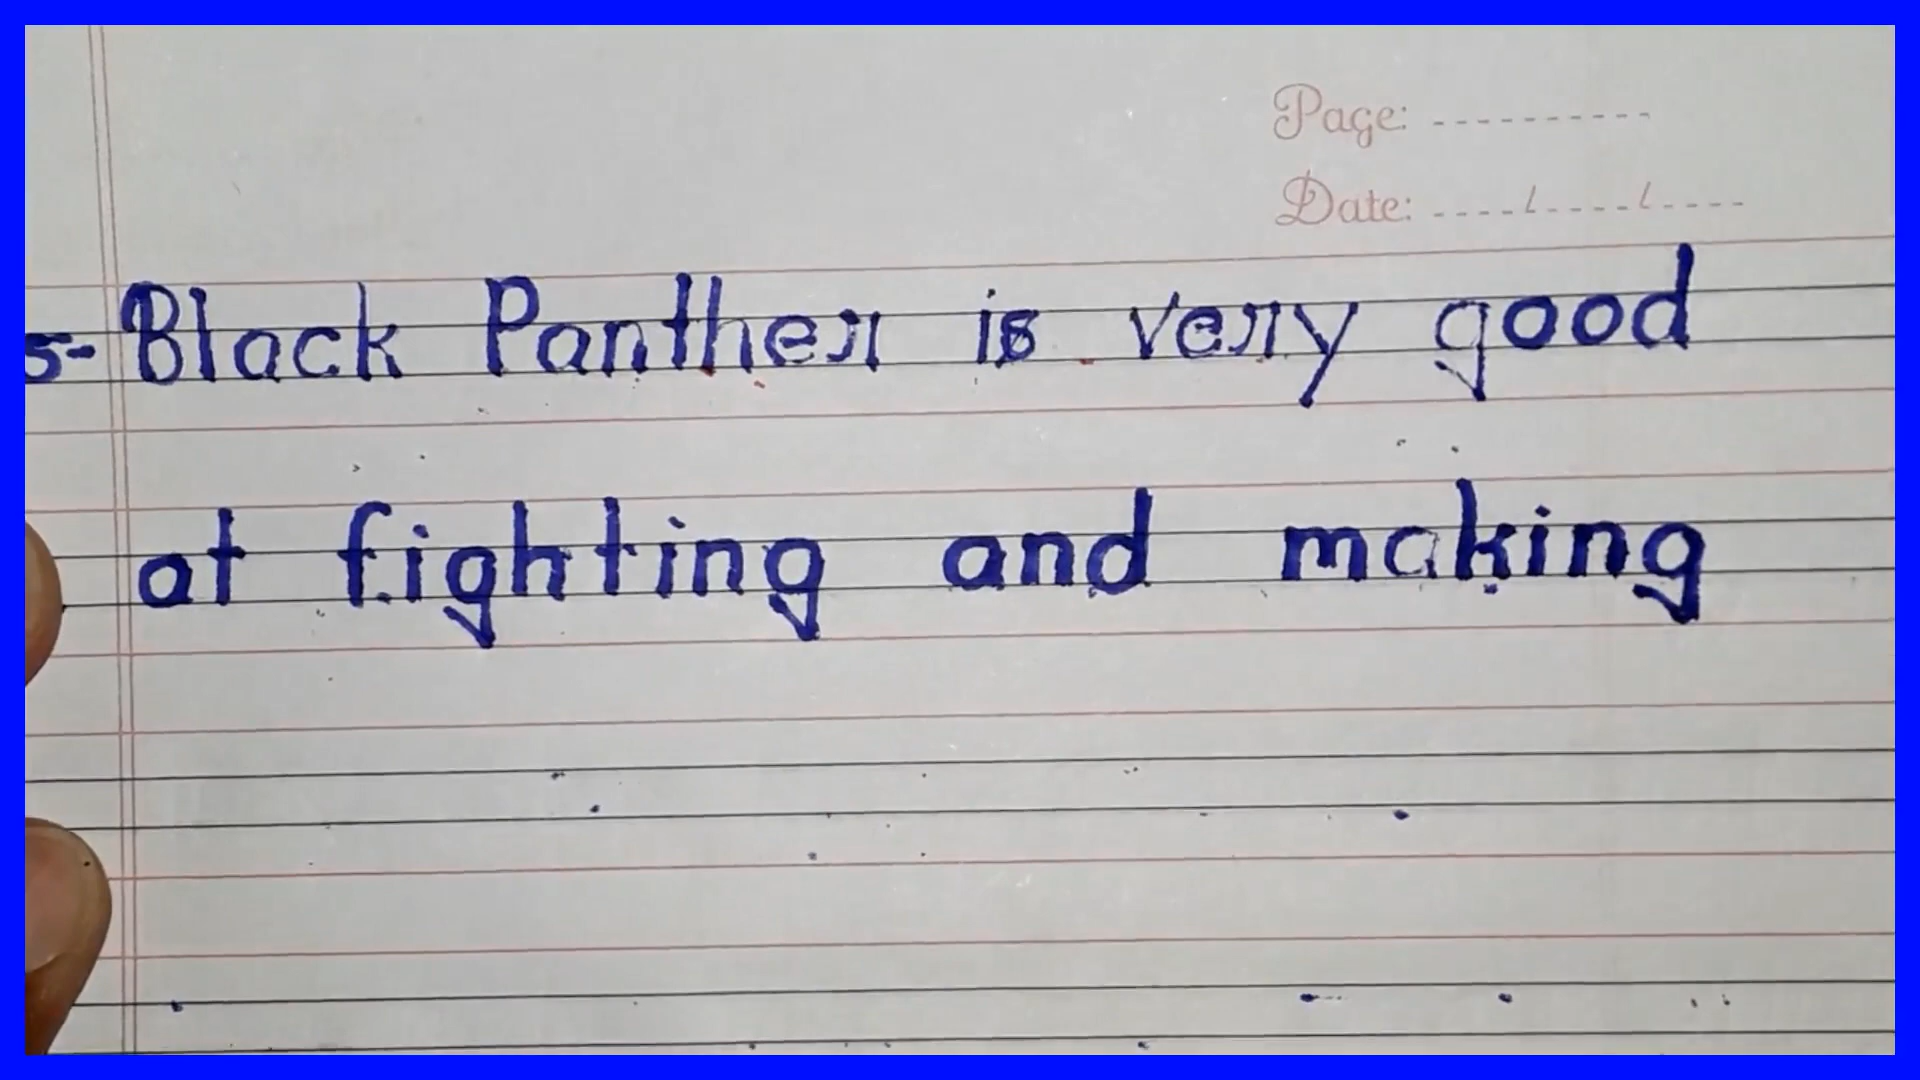 Page: ----------
Date: ----/----/----
5- Black Panther is very good
at fighting and making